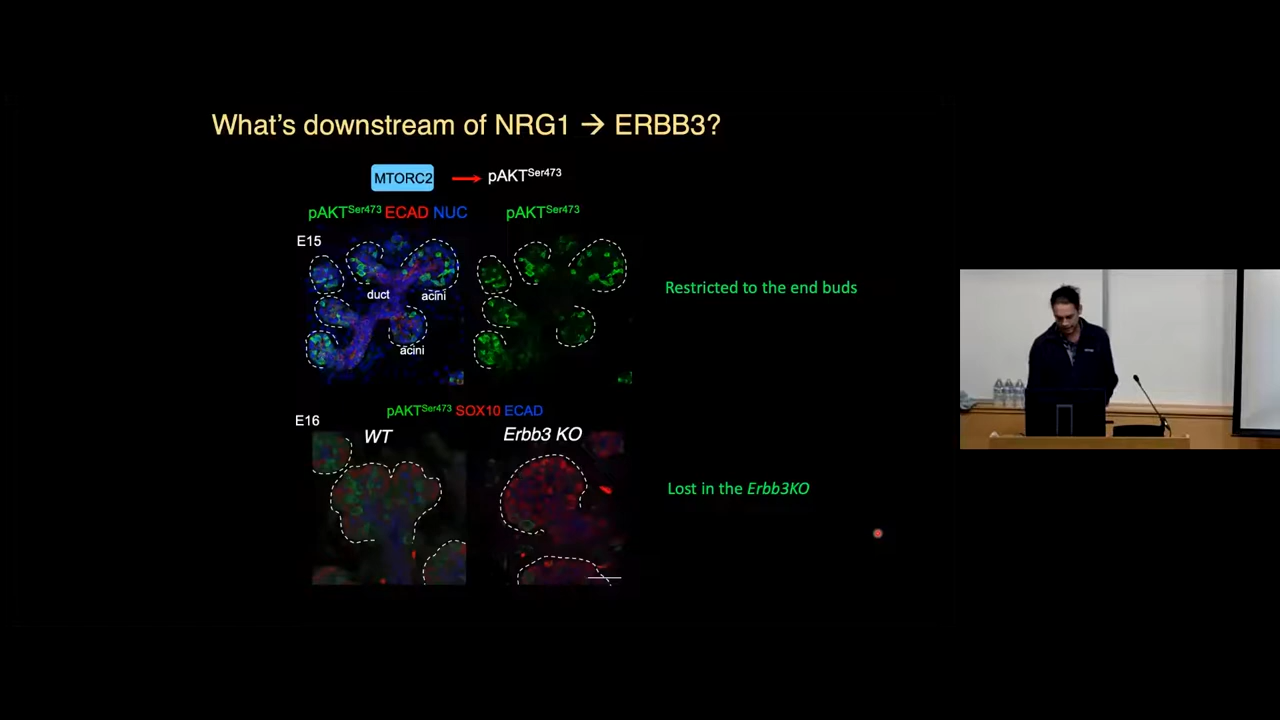 What's downstream of NRG1 → ERBB3?
MTORC2 → pAKTSer473
pAKTSer473 ECAD NUC
pAKTSer473
E15
duct
acini
acini
Restricted to the end buds
pAKTSer473 SOX10 ECAD
E16
WT
Erbb3 KO
Lost in the Erbb3KO